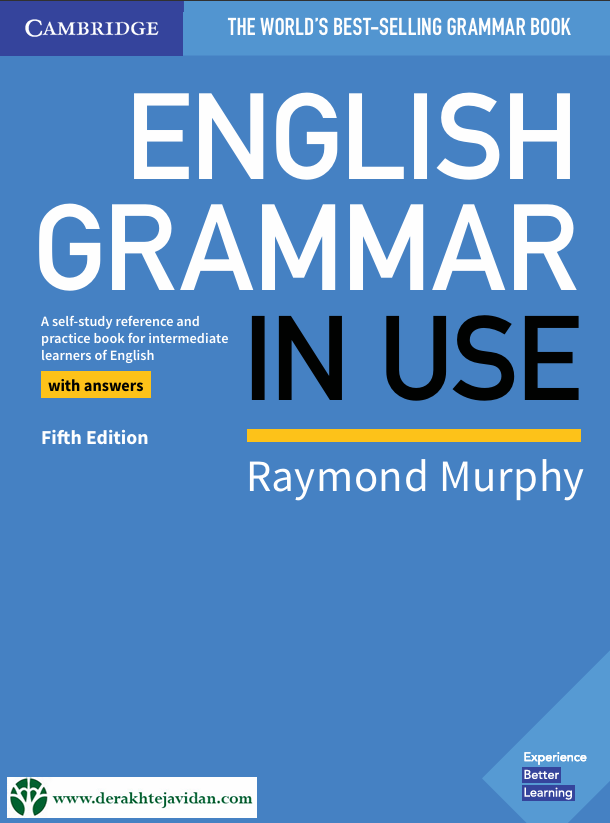 CAMBRIDGE
THE WORLD'S BEST-SELLING GRAMMAR BOOK
ENGLISH
GRAMMAR
IN USE
A self-study reference and
practice book for intermediate
learners of English
with answers
Fifth Edition
Raymond Murphy
Experience
Better
Learning
www.derakhtejavidan.com